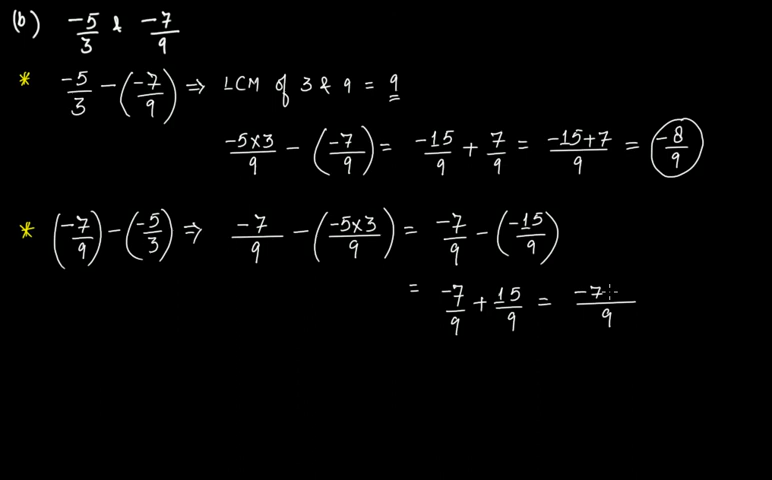 (b) -5/3 & -7/9
* -5/3 - (-7/9) ⇒ LCM of 3 & 9 = 9
-5×3/9 - (-7/9) = -15/9 + 7/9 = -15+7/9 = -8/9
* (-7/9) - (-5/3) ⇒ -7/9 - (-5×3/9) = -7/9 - (-15/9)
= -7/9 + 15/9 = -7/9